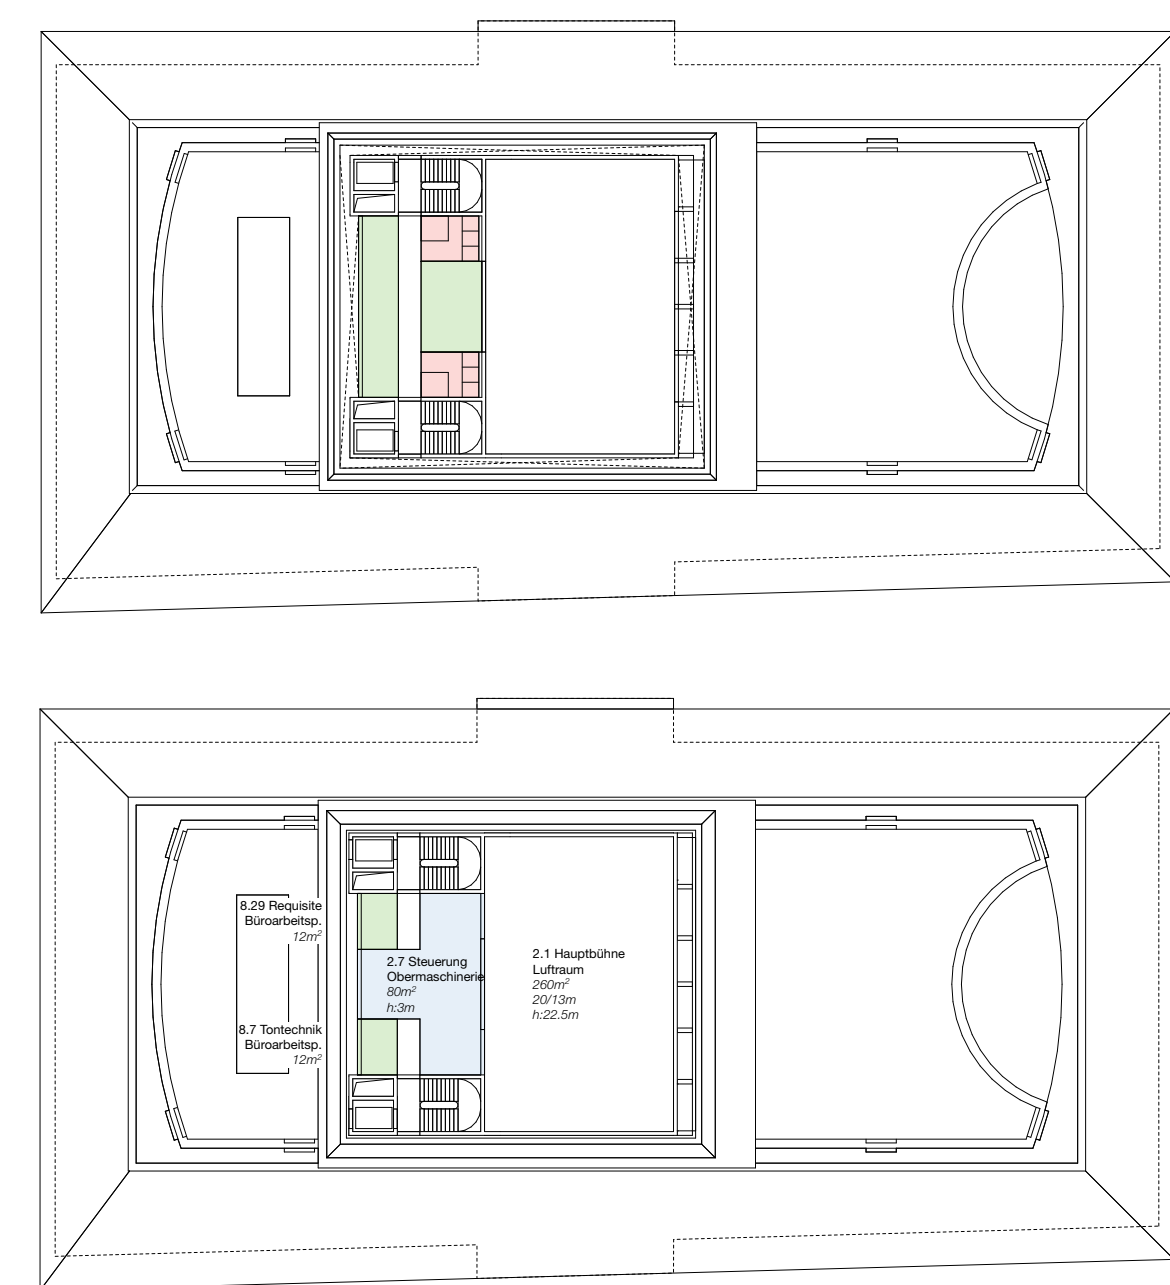 8.29 Requisite
Büroarbeitsp.
12m²
8.7 Tontechnik
Büroarbeitsp.
12m²
2.7 Steuerung
Obermaschinerie
80m²
h:3m
2.1 Hauptbühne
Luftraum
260m²
20/13m
h:22.5m